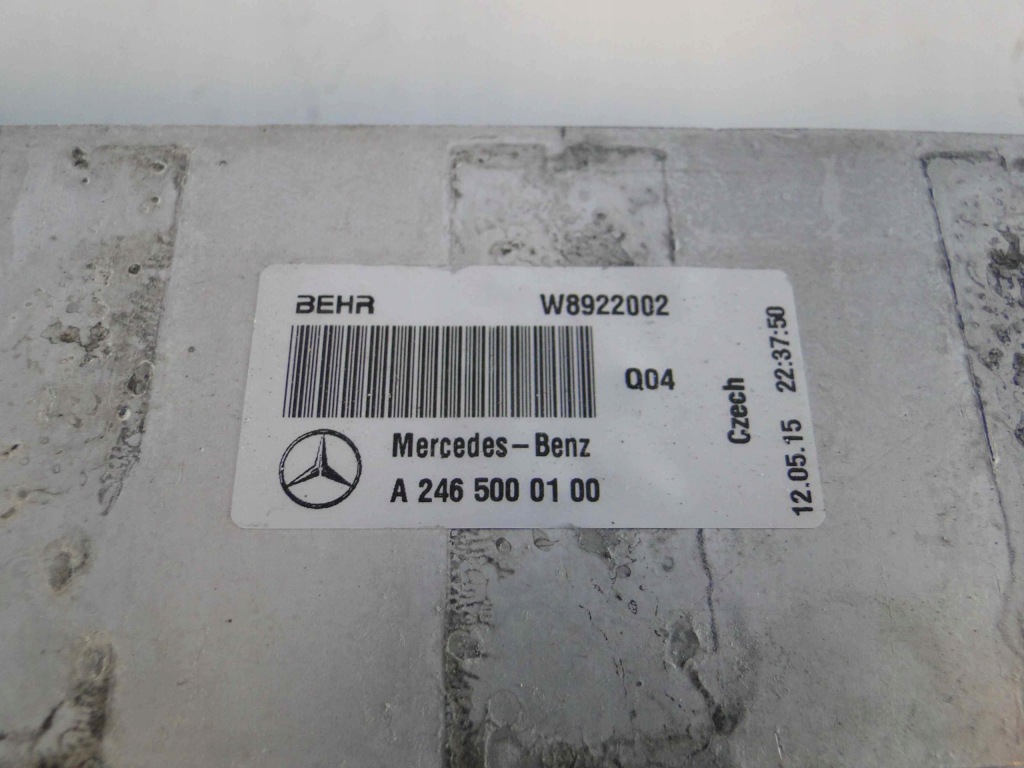 BEHR W8922002
Q04
Mercedes-Benz
A 246 500 01 00
Czech
12.05.15 22:37:50